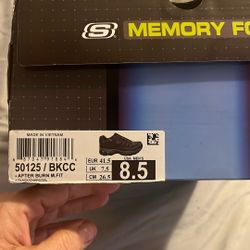 S MEMORY FO
MADE IN VIETNAM
50125 / BKCC
AFTER BURN M.FIT
EUR 41.5
UK 7.5
CM 26.5
USA MEN'S
8.5